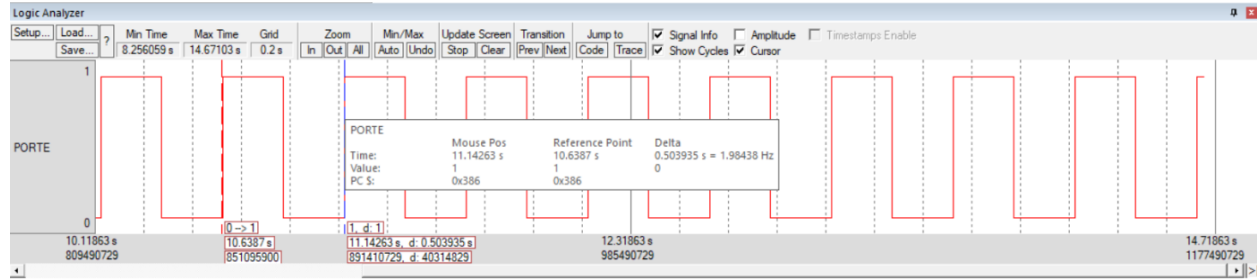 Logic Analyzer
Setup... Load... ? Min Time Max Time Grid Zoom Min/Max Update Screen Transition Jump to Signal Info Amplitude Timestamps Enable
Save... 8.256059 s 14.67103 s 0.2 s In Out All Auto Undo Stop Clear Prev Next Code Trace Show Cycles Cursor
1
PORTE
PORTE
Mouse Pos Reference Point Delta
Time: 11.14263 s 10.6387 s 0.503935 s = 1.98438 Hz
Value: 1 1 0
PC $: 0x386 0x386
0
0 -> 1 1, d: 1
10.11863 s 10.6387 s 11.14263 s, d: 0.503935 s 12.31863 s 14.71863 s
809490729 851095900 891410729, d: 40314829 985490729 1177490729